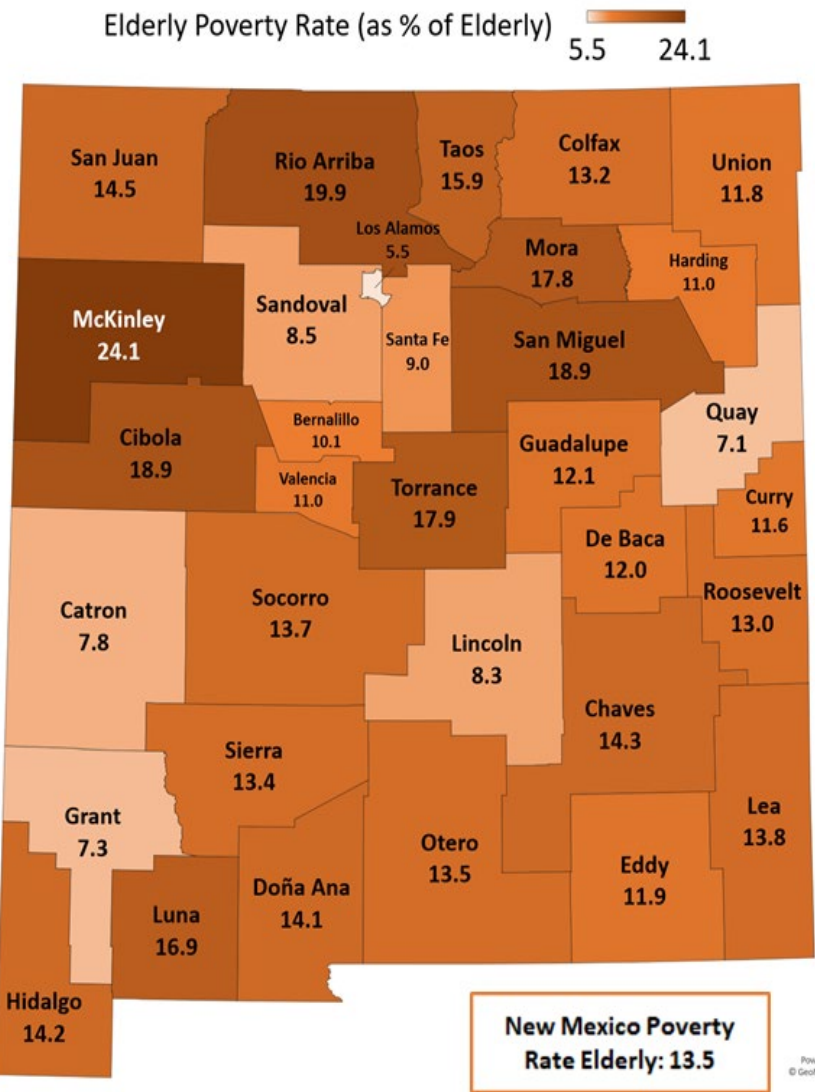 Elderly Poverty Rate (as % of Elderly)
5.5 24.1
San Juan
14.5
Rio Arriba
19.9
Taos
15.9
Colfax
13.2
Union
11.8
Los Alamos
5.5
Mora
17.8
Harding
11.0
McKinley
24.1
Sandoval
8.5
Santa Fe
9.0
San Miguel
18.9
Quay
7.1
Cibola
18.9
Bernalillo
10.1
Valencia
11.0
Torrance
17.9
Guadalupe
12.1
Curry
11.6
De Baca
12.0
Roosevelt
13.0
Catron
7.8
Socorro
13.7
Lincoln
8.3
Chaves
14.3
Sierra
13.4
Grant
7.3
Lea
13.8
Otero
13.5
Eddy
11.9
Doña Ana
14.1
Luna
16.9
Hidalgo
14.2
New Mexico Poverty
Rate Elderly: 13.5